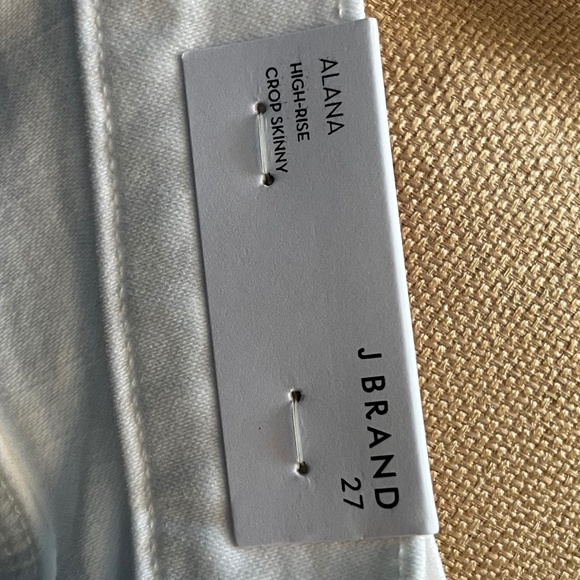 ALANA
HIGH-RISE
CROP SKINNY
J BRAND
27